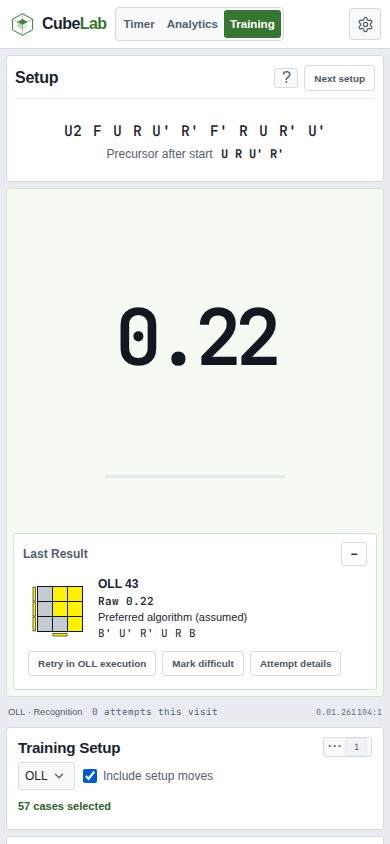 CubeLab
Timer Analytics Training
Setup
? Next setup
U2 F U R U' R' F' R U R' U'
Precursor after start U R U' R'
0.22
Last Result
−
OLL 43
Raw 0.22
Preferred algorithm (assumed)
B' U' R' U R B
Retry in OLL execution Mark difficult Attempt details
OLL · Recognition 0 attempts this visit 0.01.261104:1
Training Setup
··· 1
OLL Include setup moves
57 cases selected